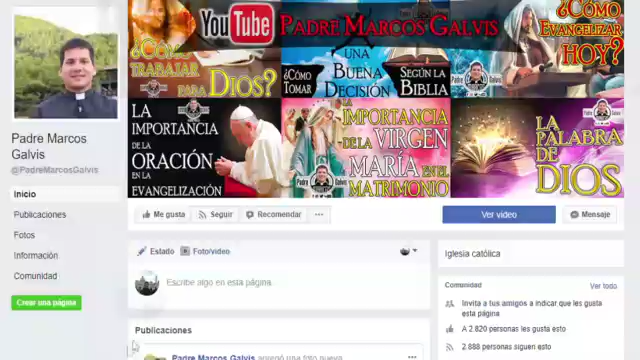 YouTube PADRE MARCOS GALVIS
¿CÓMO TRABAJAR PARA DIOS?
¿CÓMO TOMAR UNA BUENA DECISIÓN SEGÚN LA BIBLIA
¿CÓMO EVANGELIZAR HOY?
LA IMPORTANCIA DE LA ORACIÓN EN LA EVANGELIZACIÓN
LA IMPORTANCIA DE LA VIRGEN MARÍA EN EL MATRIMONIO
LA PALABRA DE DIOS
Padre Marcos
Galvis
@PadreMarcosGalvis
Inicio
Publicaciones
Fotos
Información
Comunidad
Crear una página
Me gusta Seguir Recomendar ... Ver video Mensaje
Estado Foto/video
Escribe algo en esta página
Publicaciones
Padre Marcos Galvis agregó una foto nueva
Iglesia católica
Comunidad Ver todo
Invita a tus amigos a indicar que les gusta
esta página
A 2.820 personas les gusta esto
2.888 personas siguen esto